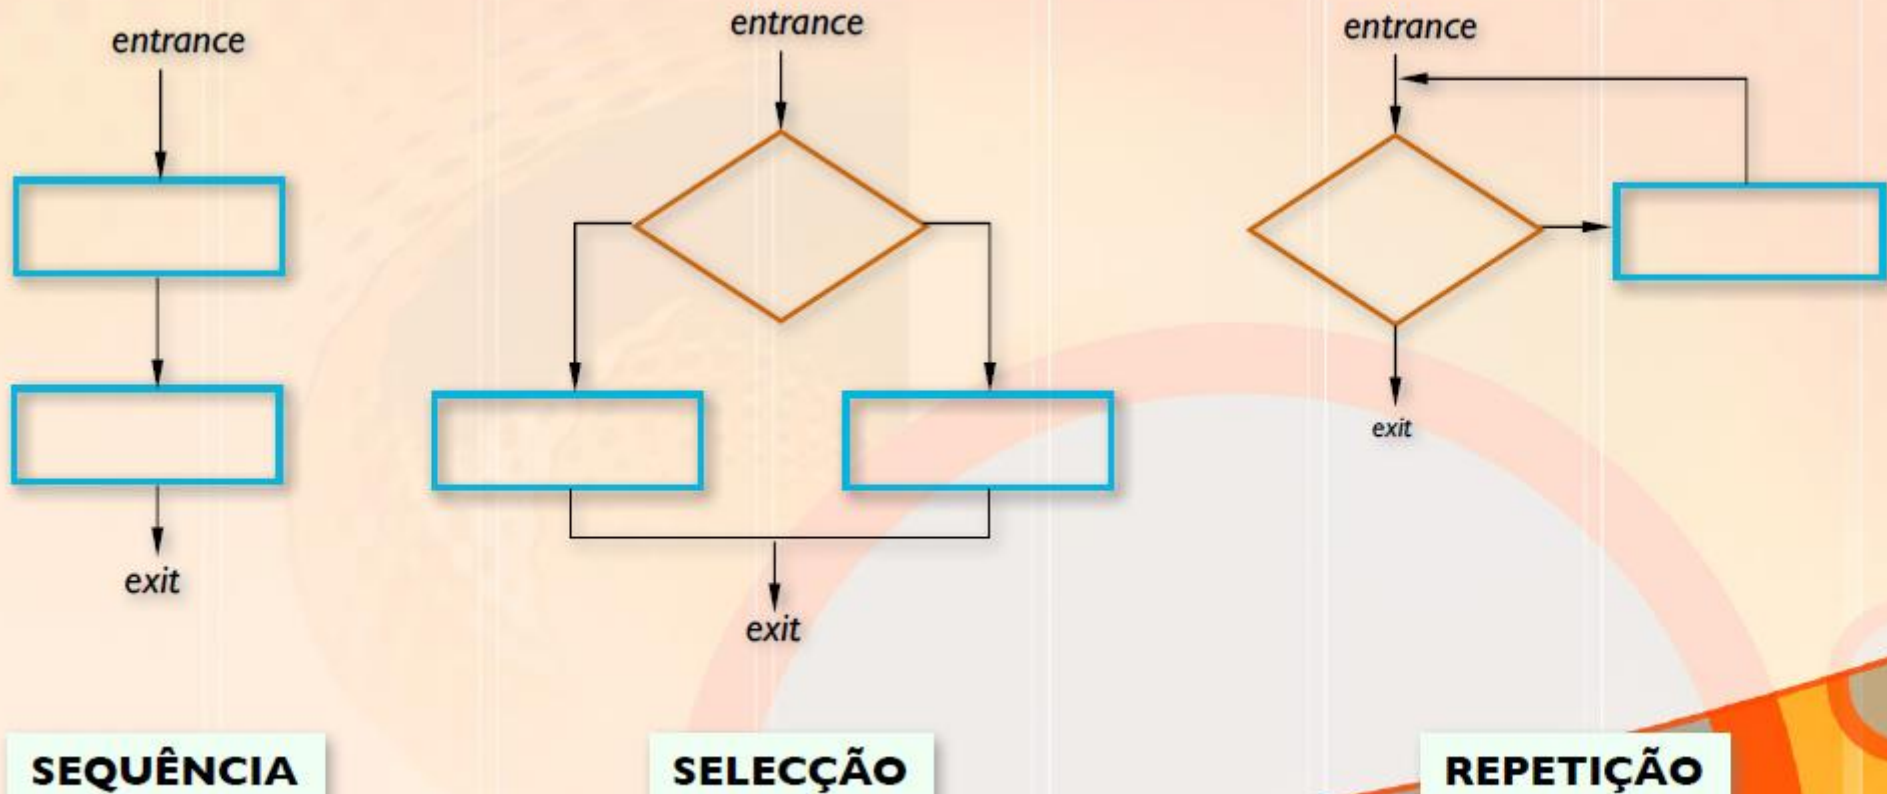 entrance
exit
SEQUÊNCIA
entrance
exit
SELECÇÃO
entrance
exit
REPETIÇÃO